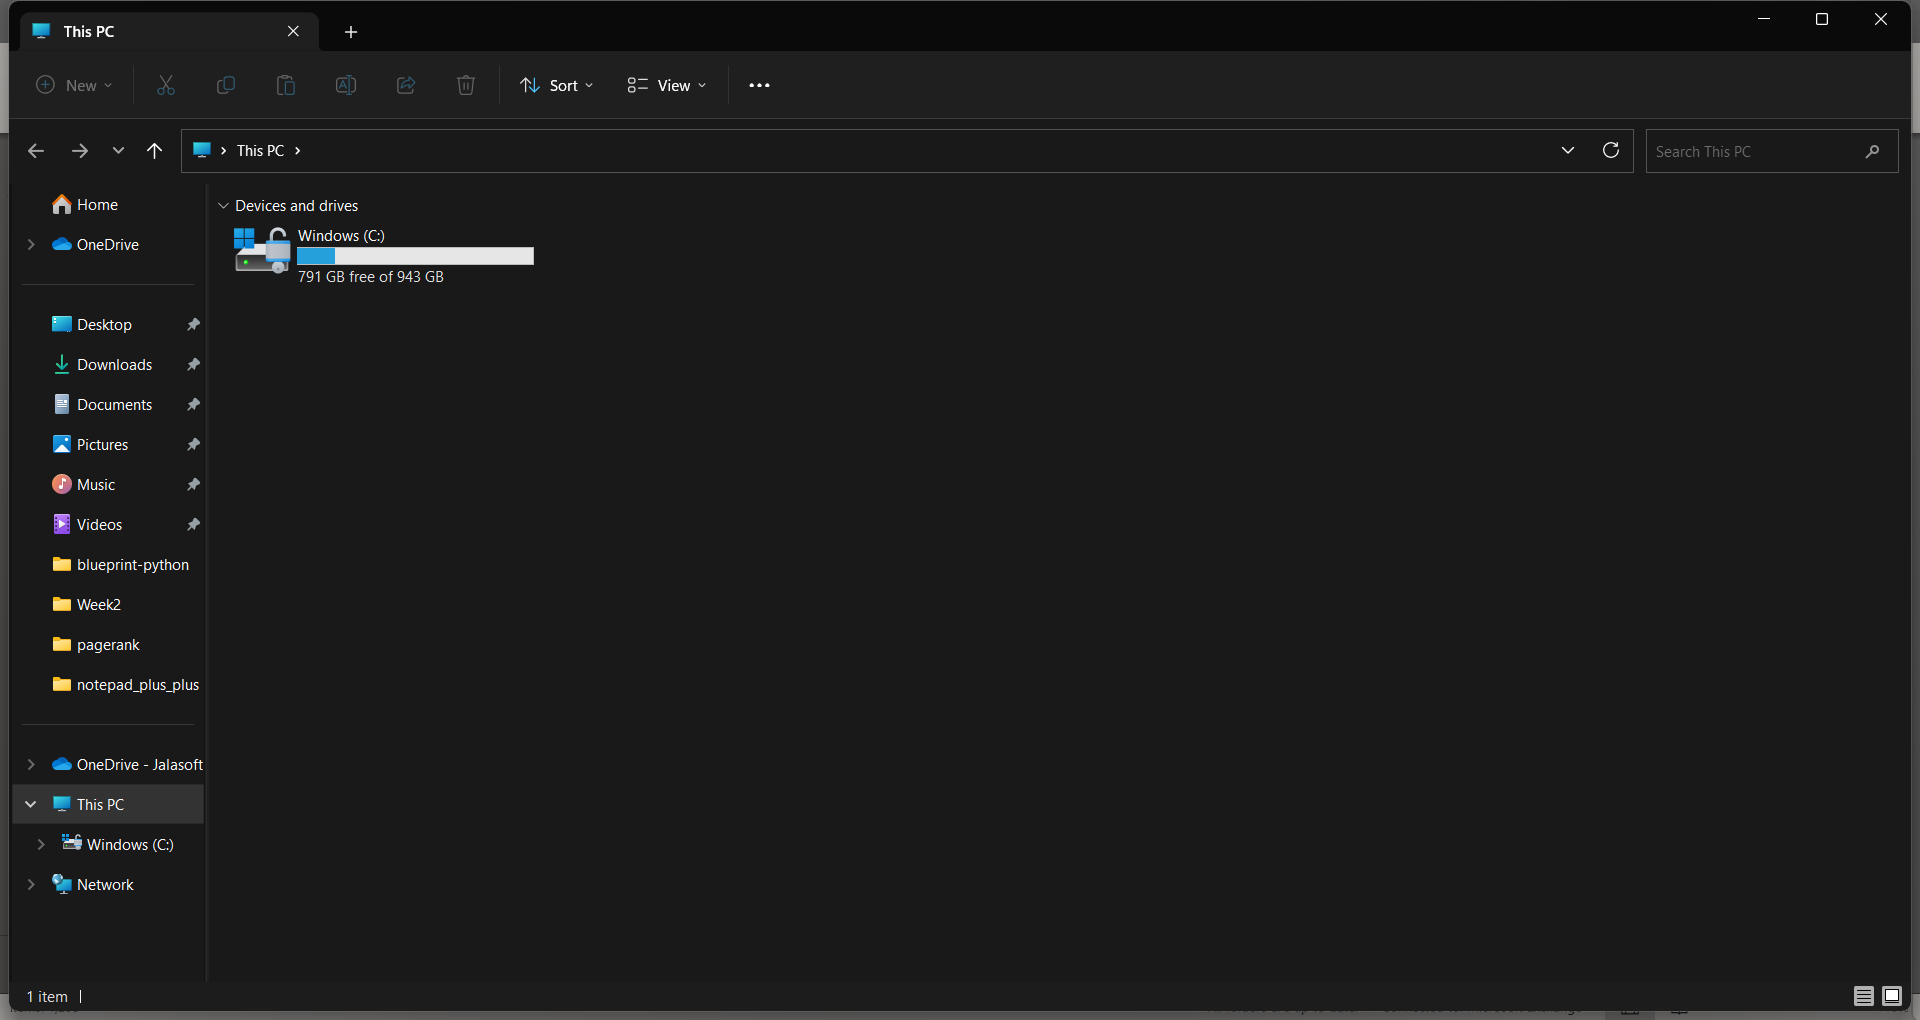 This PC
New
Sort
View
This PC
Search This PC
Home
OneDrive
Desktop
Downloads
Documents
Pictures
Music
Videos
blueprint-python
Week2
pagerank
notepad_plus_plus
OneDrive - Jalasoft
This PC
Windows (C:)
Network
Devices and drives
Windows (C:)
791 GB free of 943 GB
1 item